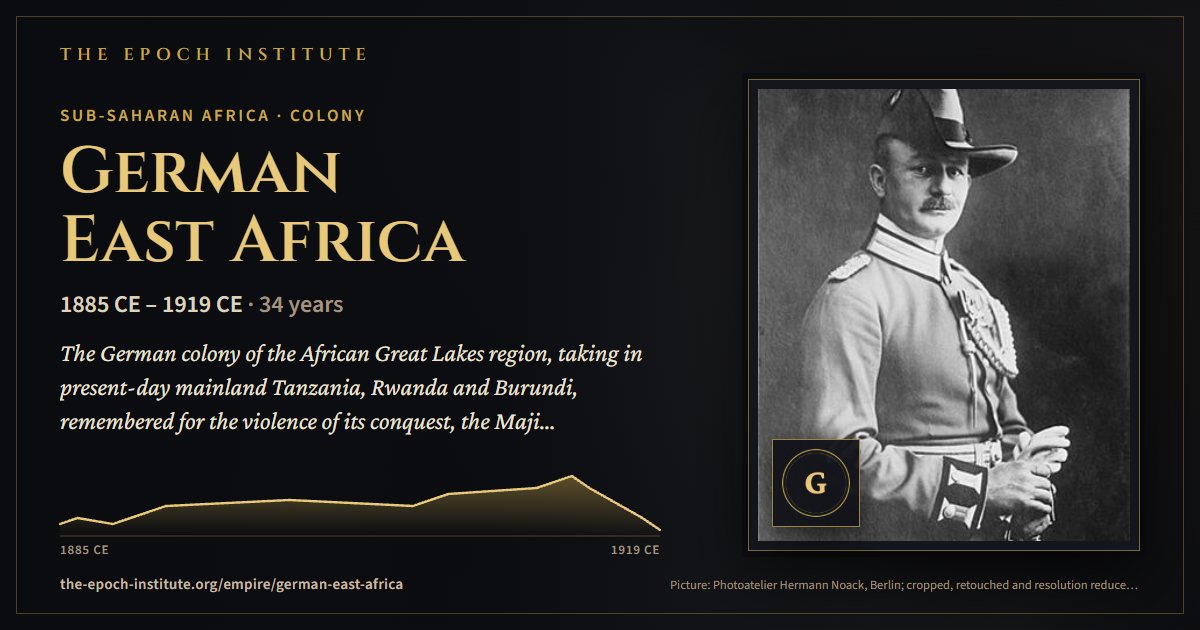 THE EPOCH INSTITUTE
SUB-SAHARAN AFRICA · COLONY
GERMAN
EAST AFRICA
1885 CE – 1919 CE · 34 years
The German colony of the African Great Lakes region, taking in
present-day mainland Tanzania, Rwanda and Burundi,
remembered for the violence of its conquest, the Maji...
1885 CE
1919 CE
the-epoch-institute.org/empire/german-east-africa
G
Picture: Photoatelier Hermann Noack, Berlin; cropped, retouched and resolution reduce...